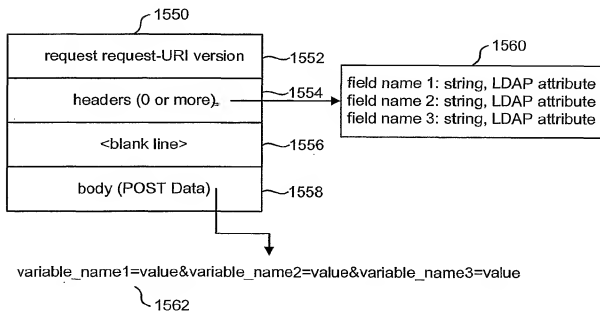 1550
request request-URI version
1552
1560
headers (0 or more)
1554
field name 1: string, LDAP attribute
field name 2: string, LDAP attribute
field name 3: string, LDAP attribute
<blank line>
1556
body (POST Data)
1558
variable_name1=value&variable_name2=value&variable_name3=value
1562